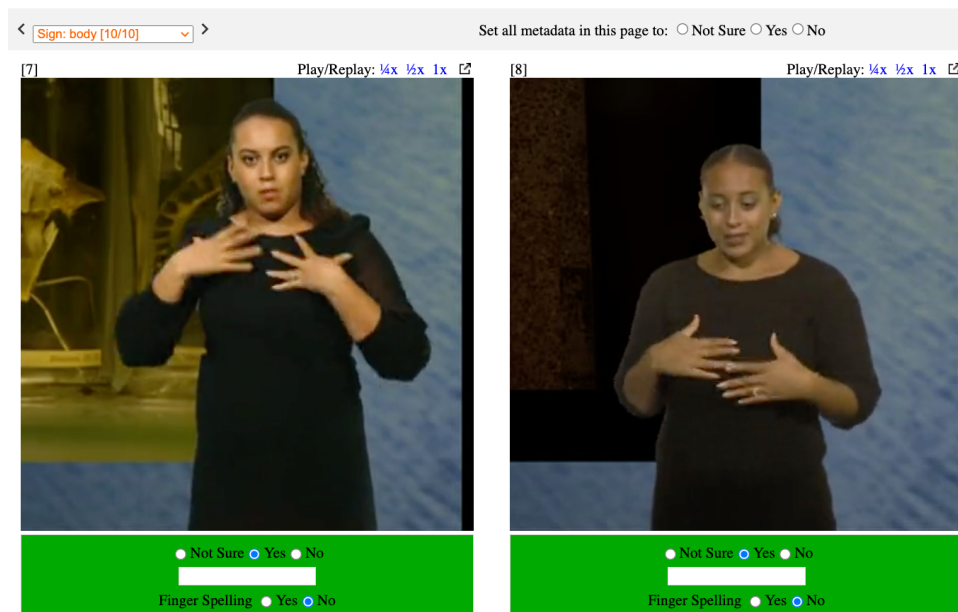 Sign: body [10/10]
Set all metadata in this page to: Not Sure Yes No
[7] Play/Replay: ¼x ½x 1x
[8] Play/Replay: ¼x ½x 1x
Not Sure Yes No
Not Sure Yes No
Finger Spelling Yes No
Finger Spelling Yes No